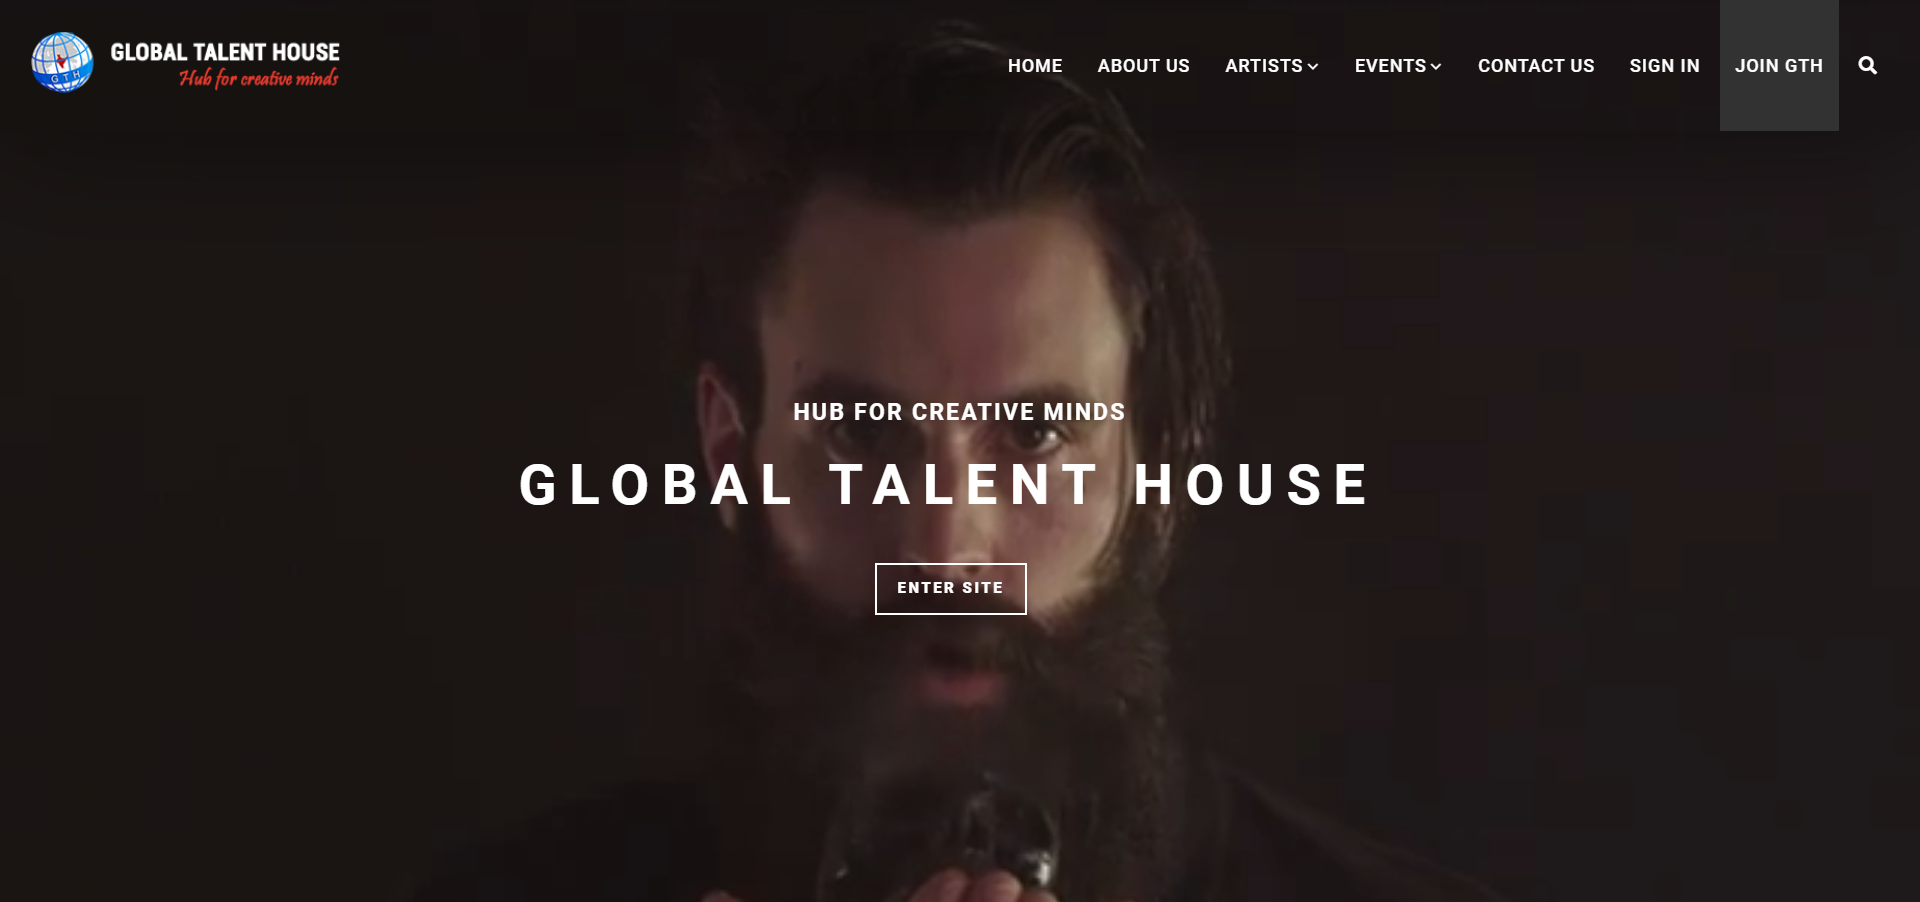 GLOBAL TALENT HOUSE
Hub for creative minds
GTH
HOME ABOUT US ARTISTS EVENTS CONTACT US SIGN IN JOIN GTH
HUB FOR CREATIVE MINDS
GLOBAL TALENT HOUSE
ENTER SITE